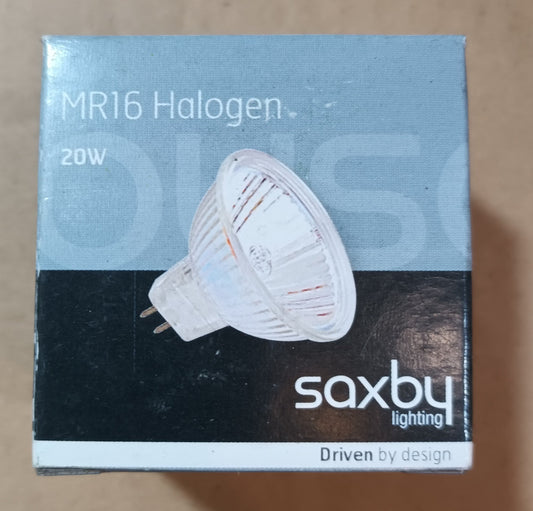 MR16 Halogen
20W
saxby
lighting
Driven by design